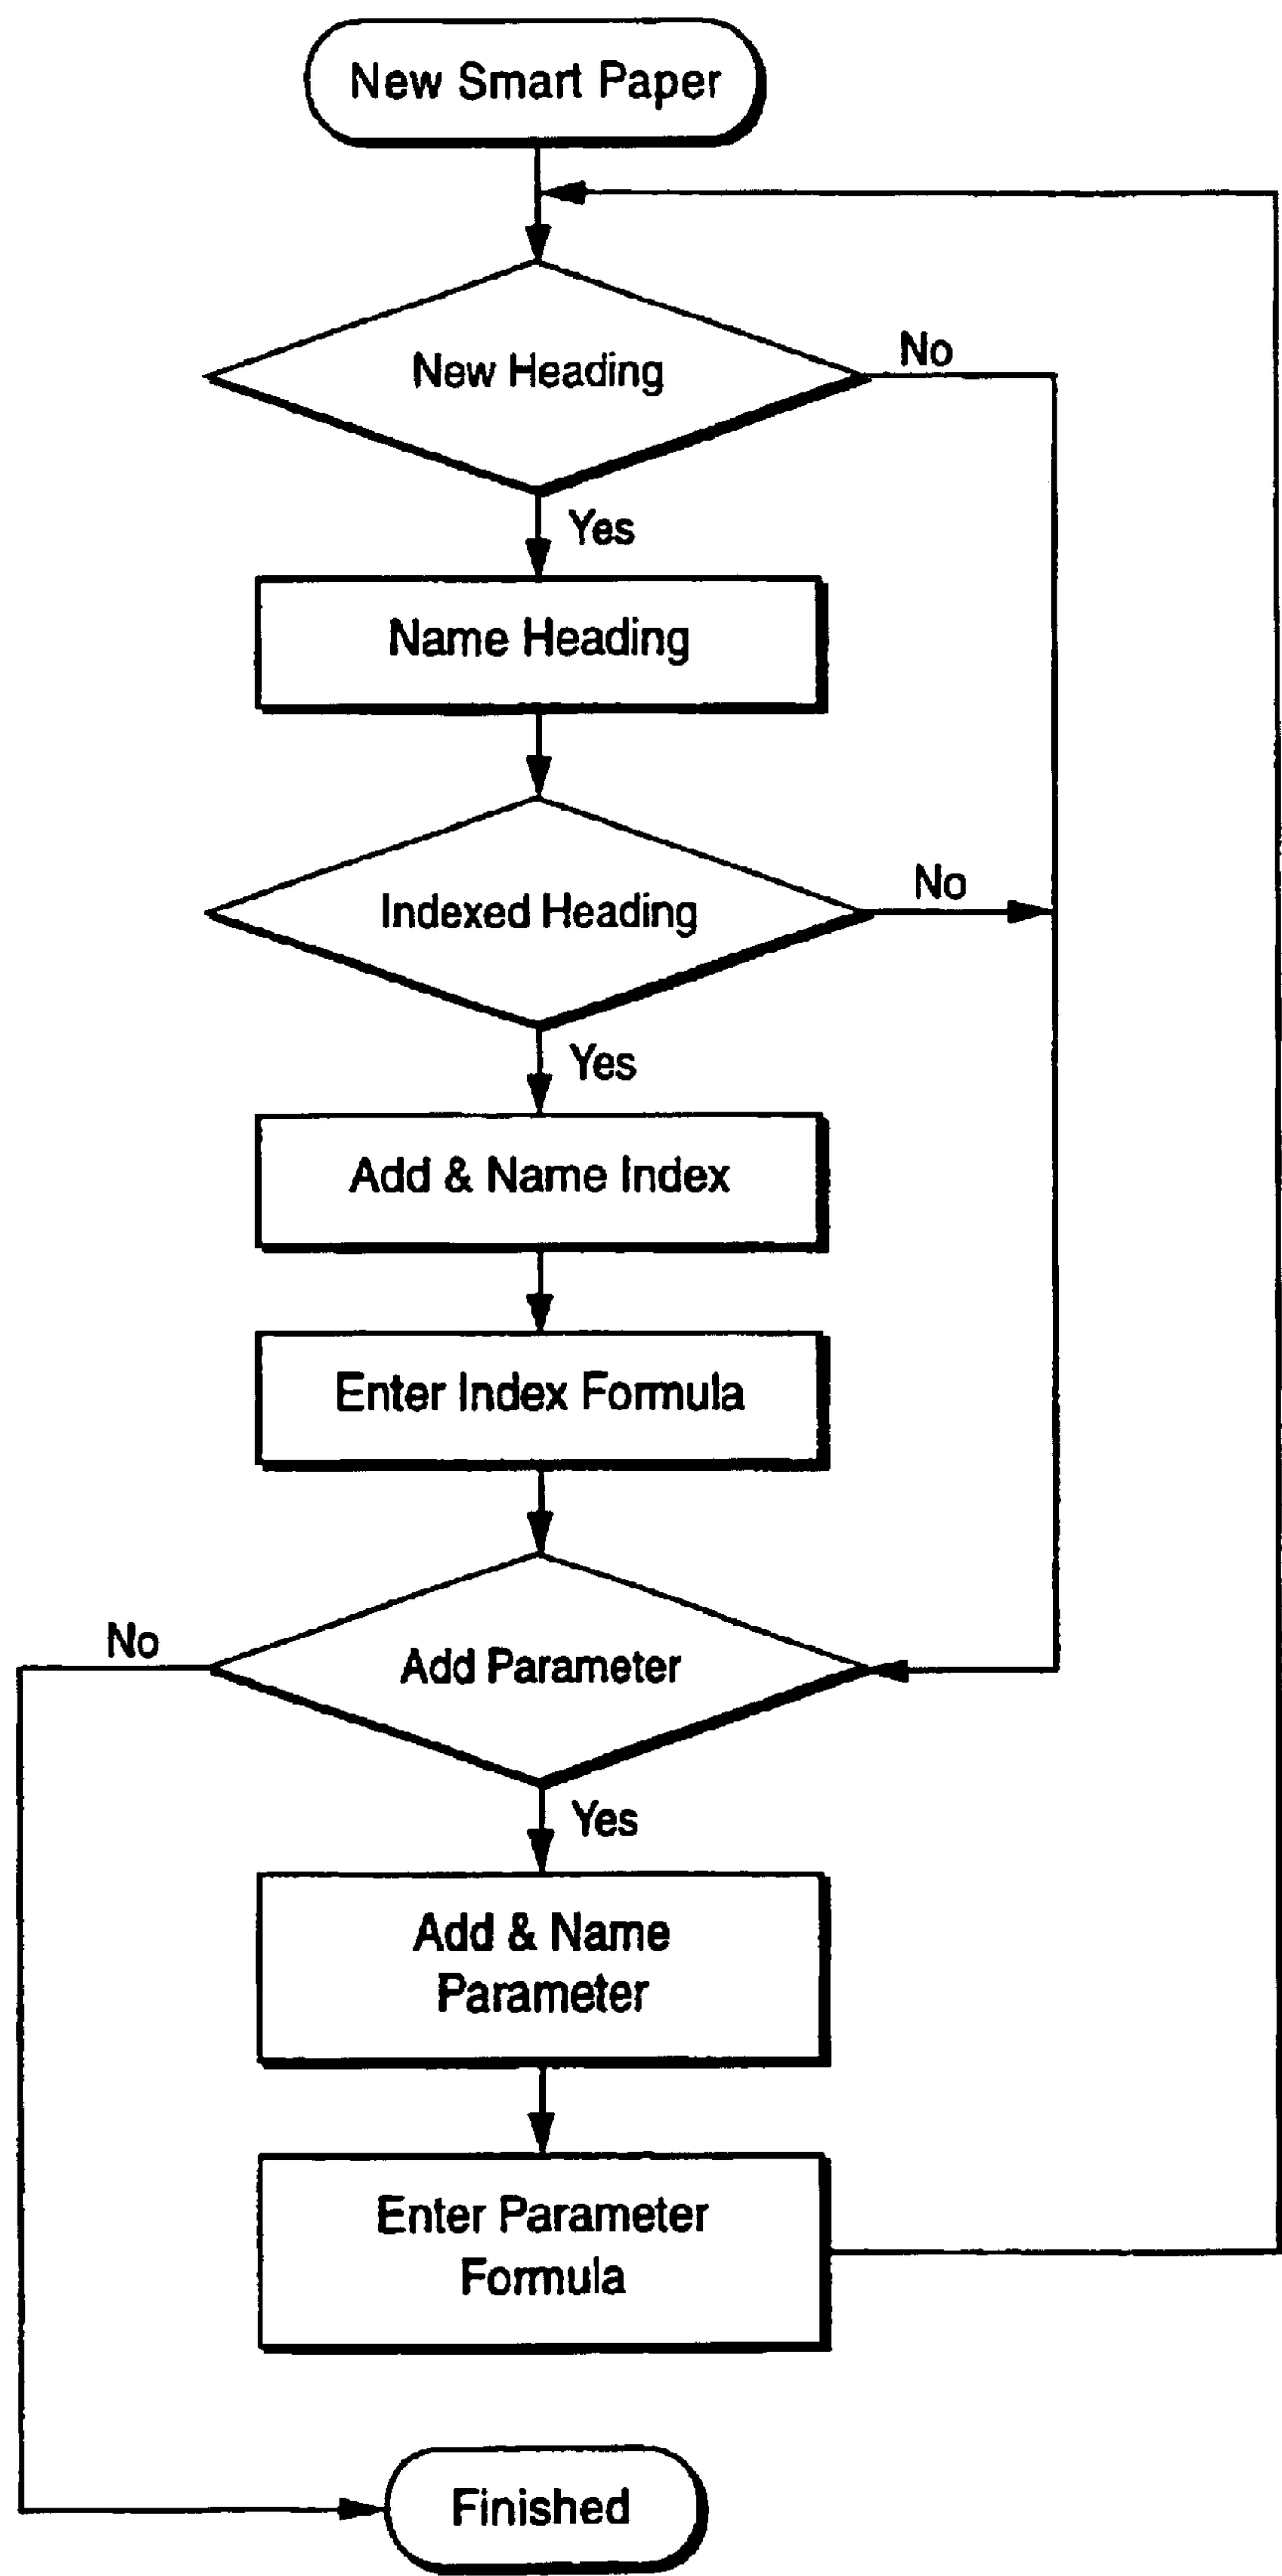 New Smart Paper
New Heading
No
Yes
Name Heading
Indexed Heading
No
Yes
Add & Name Index
Enter Index Formula
No
Add Parameter
Yes
Add & Name
Parameter
Enter Parameter
Formula
Finished